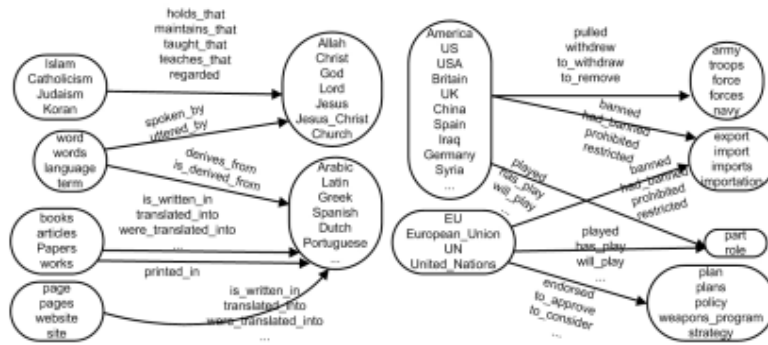 holds_that
maintains_that
taught_that
teaches_that
regarded
Islam
Catholicism
Judaism
Koran
Allah
Christ
God
Lord
Jesus
Jesus_Christ
Church
spoken_by
uttered_by
word
words
language
term
derives_from
is_derived_from
Arabic
Latin
Greek
Spanish
Dutch
Portuguese
...
is_written_in
translated_into
were_translated_into
...
books
articles
Papers
works
printed_in
page
pages
website
site
is_written_in
translated_into
were_translated_into
...
America
US
USA
Britain
UK
China
Spain
Iraq
Germany
Syria
...
pulled
withdrew
to_withdraw
to_remove
army
troops
force
forces
navy
banned
had_banned
prohibited
restricted
export
import
imports
importation
played
has_play
will_play
...
banned
had_banned
prohibited
restricted
EU
European_Union
UN
United_Nations
played
has_play
will_play
...
part
role
endorsed
to_approve
to_consider
...
plan
plans
policy
weapons_program
strategy